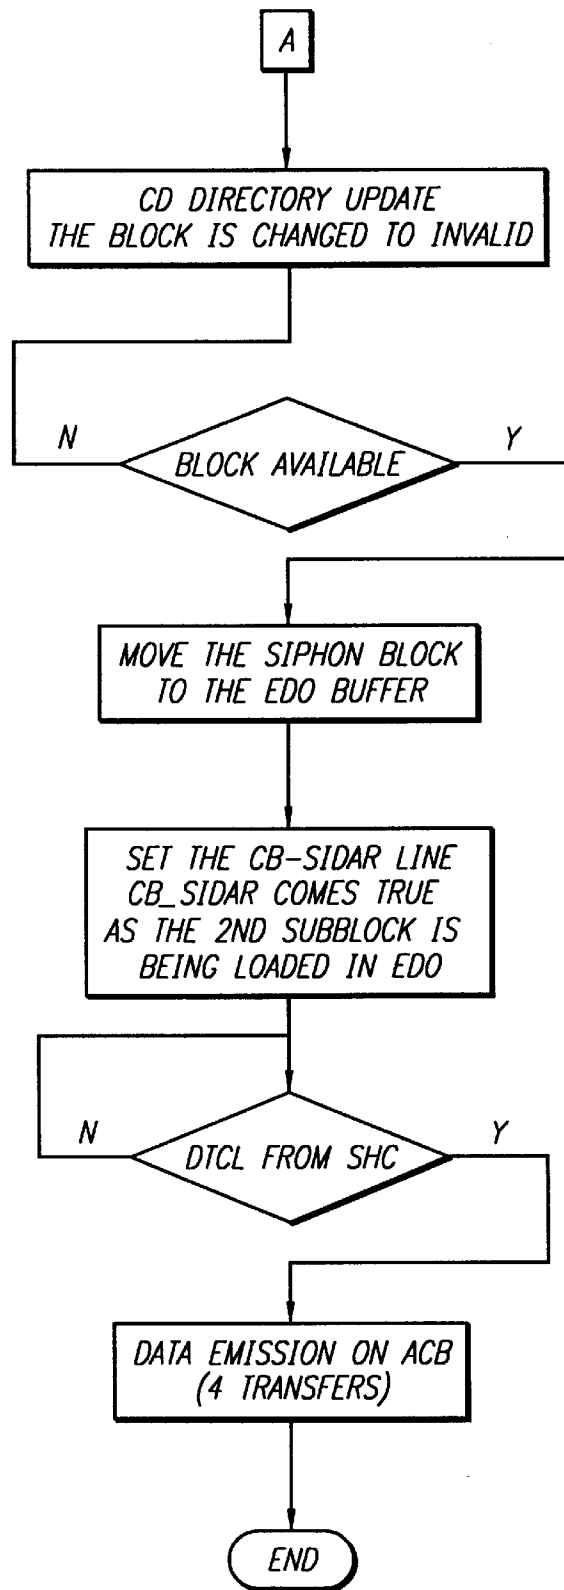 A
CD DIRECTORY UPDATE
THE BLOCK IS CHANGED TO INVALID
N
Y
BLOCK AVAILABLE
MOVE THE SIPHON BLOCK
TO THE EDO BUFFER
SET THE CB-SIDAR LINE
CB_SIDAR COMES TRUE
AS THE 2ND SUBBLOCK IS
BEING LOADED IN EDO
N
Y
DTCL FROM SHC
DATA EMISSION ON ACB
(4 TRANSFERS)
END